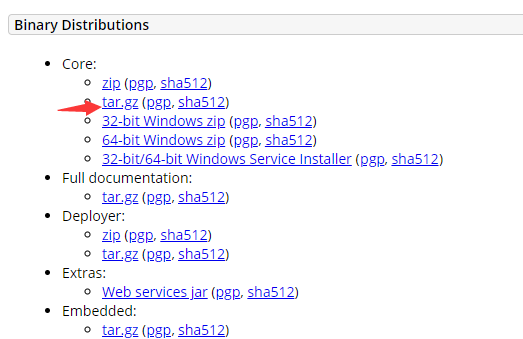 Binary Distributions
Core:
zip (pgp, sha512)
tar.gz (pgp, sha512)
32-bit Windows zip (pgp, sha512)
64-bit Windows zip (pgp, sha512)
32-bit/64-bit Windows Service Installer (pgp, sha512)
Full documentation:
tar.gz (pgp, sha512)
Deployer:
zip (pgp, sha512)
tar.gz (pgp, sha512)
Extras:
Web services jar (pgp, sha512)
Embedded:
tar.gz (pgp, sha512)